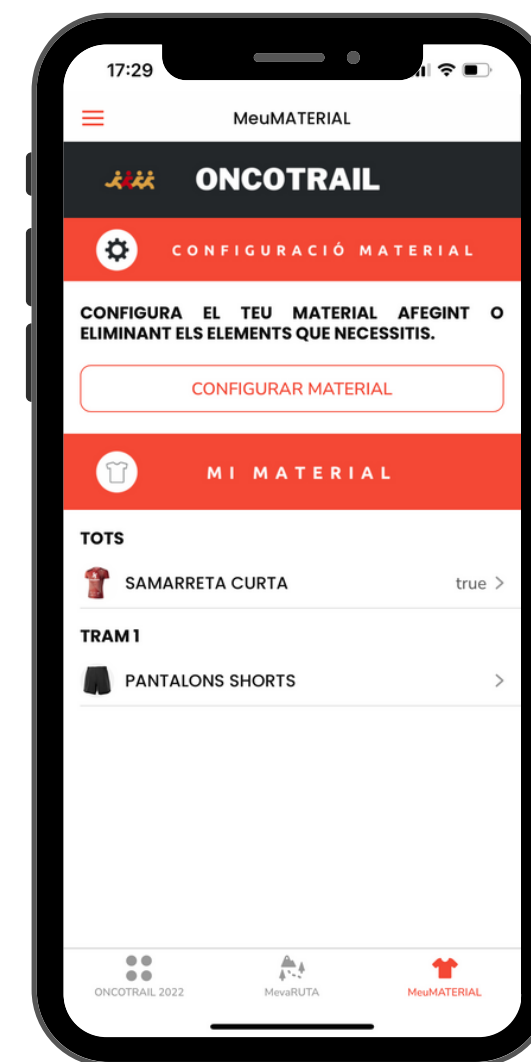 17:29
MeuMATERIAL
ONCOTRAIL
CONFIGURACIÓ MATERIAL
CONFIGURA EL TEU MATERIAL AFEGINT O
ELIMINANT ELS ELEMENTS QUE NECESSITIS.
CONFIGURAR MATERIAL
MI MATERIAL
TOTS
SAMARRETA CURTA true
TRAM 1
PANTALONS SHORTS
ONCOTRAIL 2022 MevaRUTA MeuMATERIAL